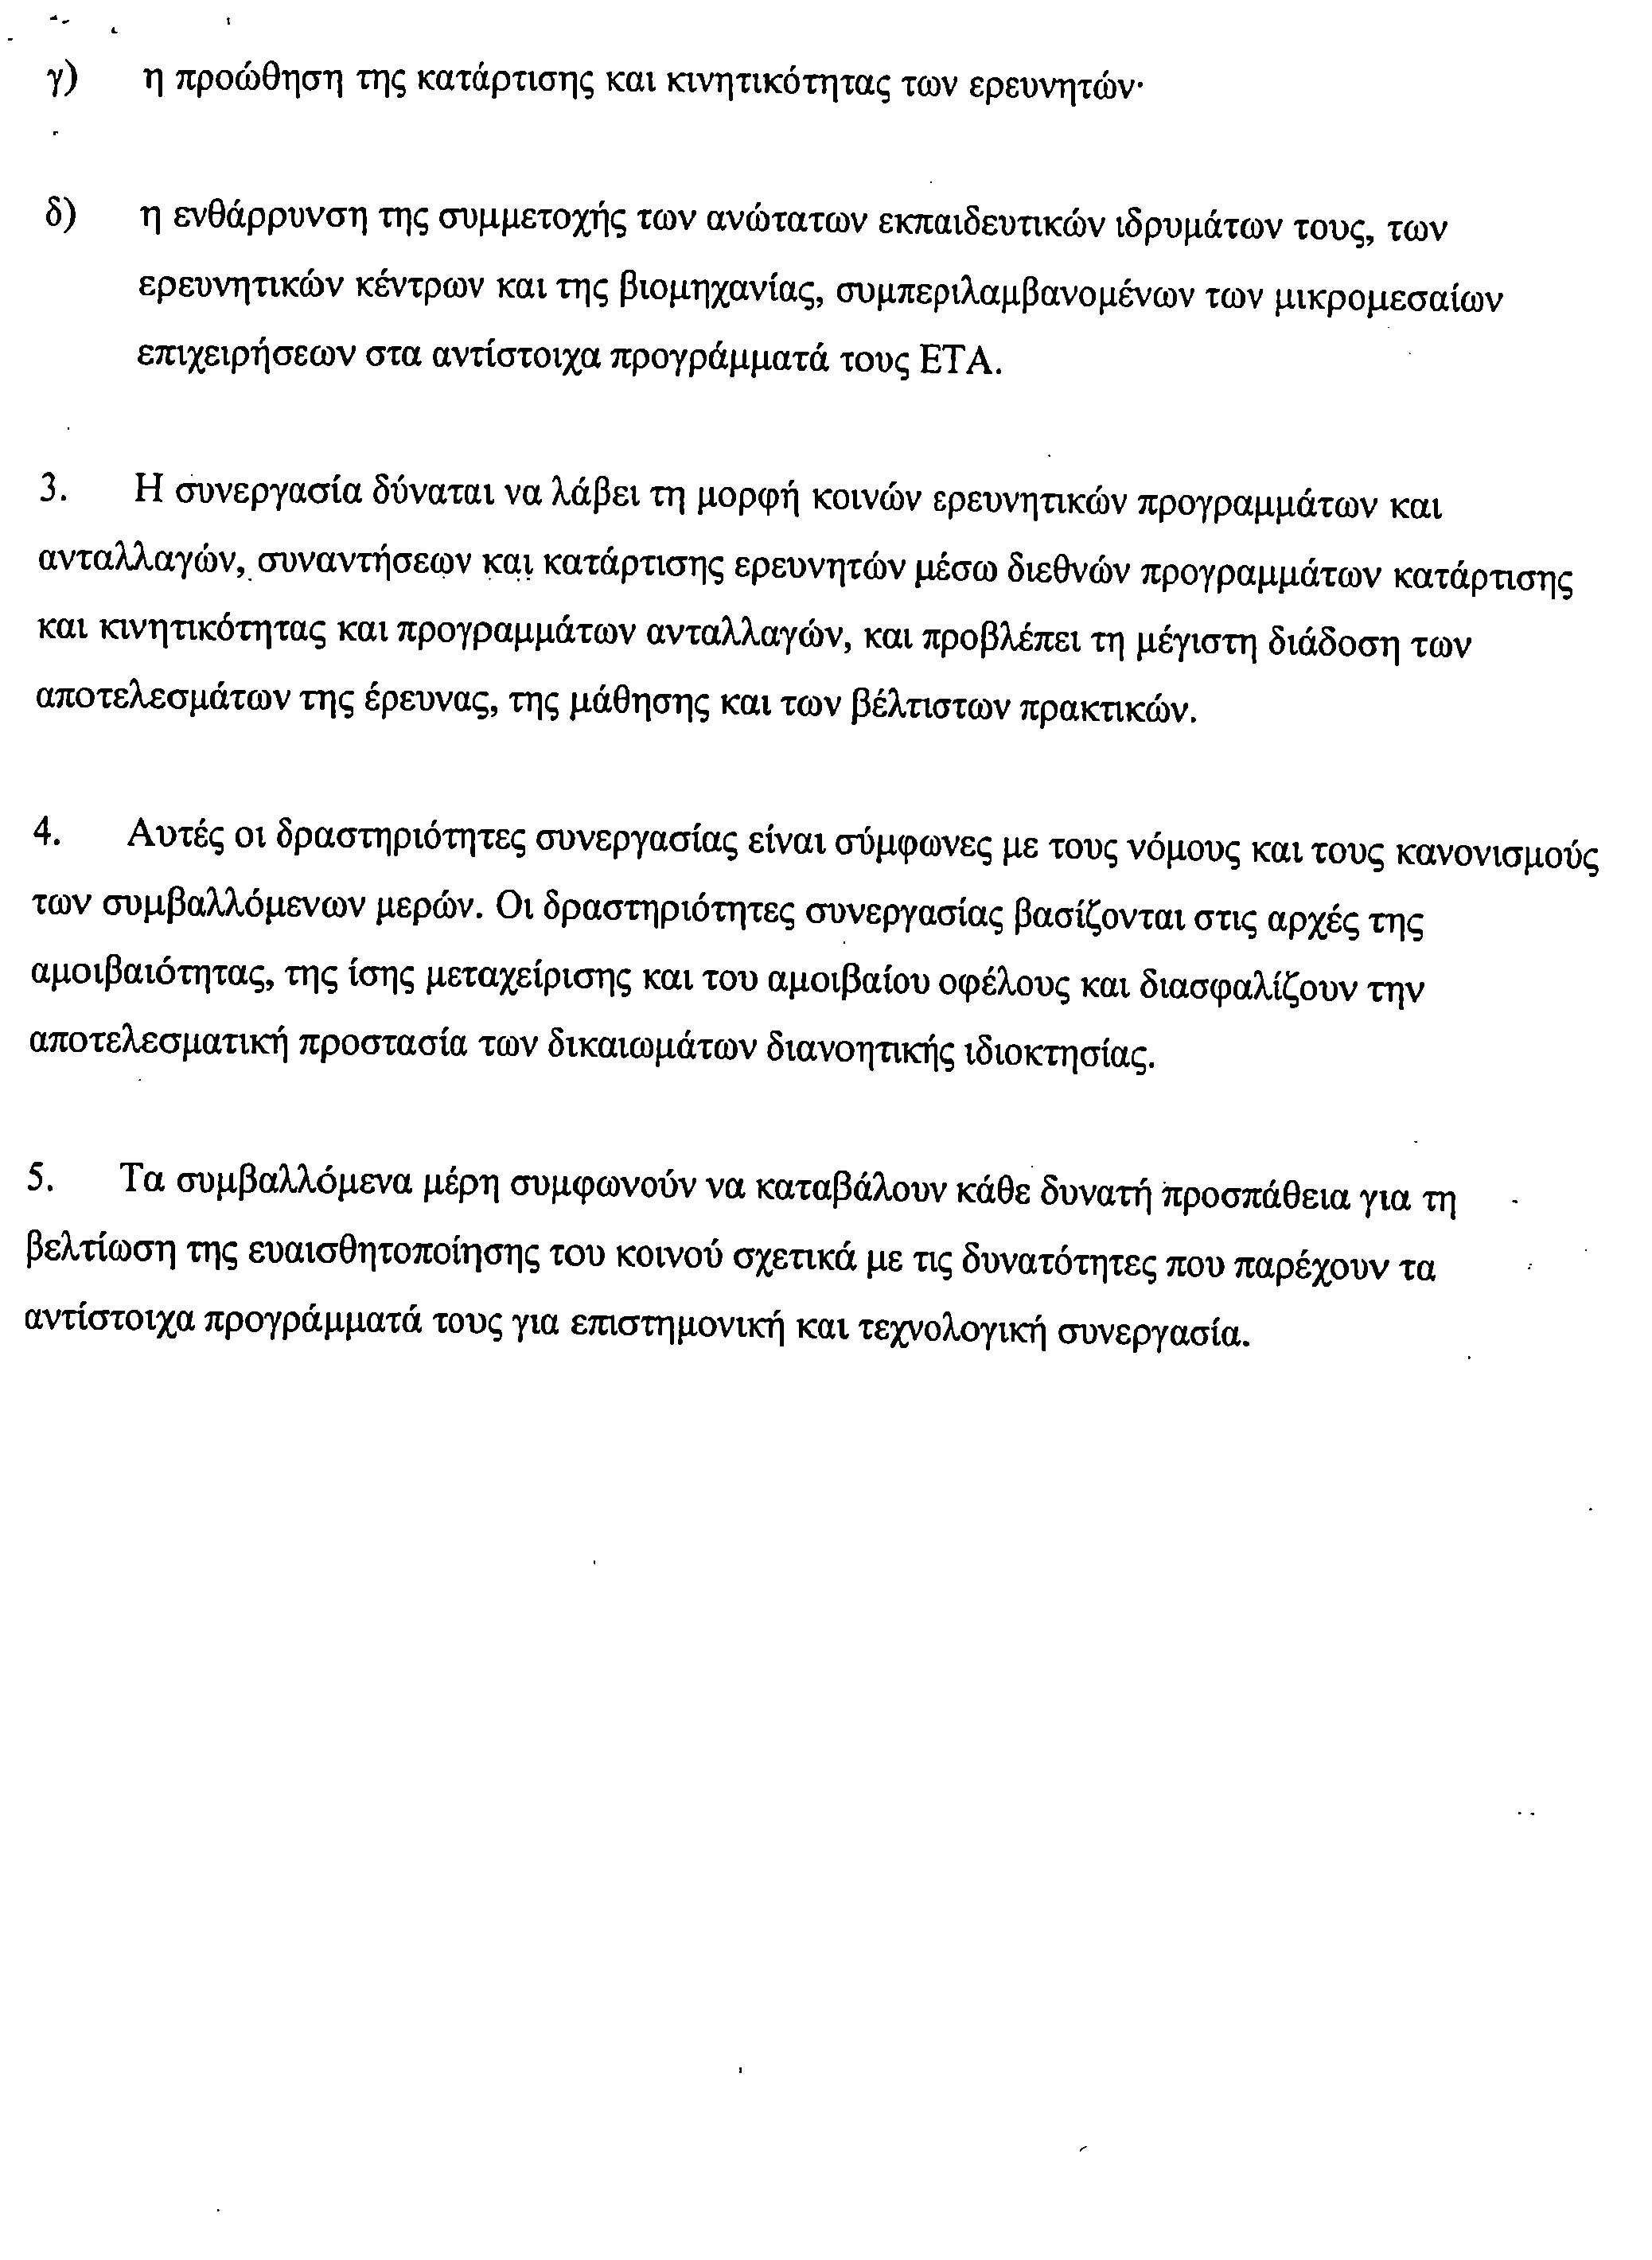 γ) η προώθηση της κατάρτισης και κινητικότητας των ερευνητών·
δ) η ενθάρρυνση της συμμετοχής των ανώτατων εκπαιδευτικών ιδρυμάτων τους, των
ερευνητικών κέντρων και της βιομηχανίας, συμπεριλαμβανομένων των μικρομεσαίων
επιχειρήσεων στα αντίστοιχα προγράμματά τους ΕΤΑ.
3. Η συνεργασία δύναται να λάβει τη μορφή κοινών ερευνητικών προγραμμάτων και
ανταλλαγών, συναντήσεων και κατάρτισης ερευνητών μέσω διεθνών προγραμμάτων κατάρτισης
και κινητικότητας και προγραμμάτων ανταλλαγών, και προβλέπει τη μέγιστη διάδοση των
αποτελεσμάτων της έρευνας, της μάθησης και των βέλτιστων πρακτικών.
4. Αυτές οι δραστηριότητες συνεργασίας είναι σύμφωνες με τους νόμους και τους κανονισμούς
των συμβαλλόμενων μερών. Οι δραστηριότητες συνεργασίας βασίζονται στις αρχές της
αμοιβαιότητας, της ίσης μεταχείρισης και του αμοιβαίου οφέλους και διασφαλίζουν την
αποτελεσματική προστασία των δικαιωμάτων διανοητικής ιδιοκτησίας.
5. Τα συμβαλλόμενα μέρη συμφωνούν να καταβάλουν κάθε δυνατή προσπάθεια για τη
βελτίωση της ευαισθητοποίησης του κοινού σχετικά με τις δυνατότητες που παρέχουν τα
αντίστοιχα προγράμματά τους για επιστημονική και τεχνολογική συνεργασία.